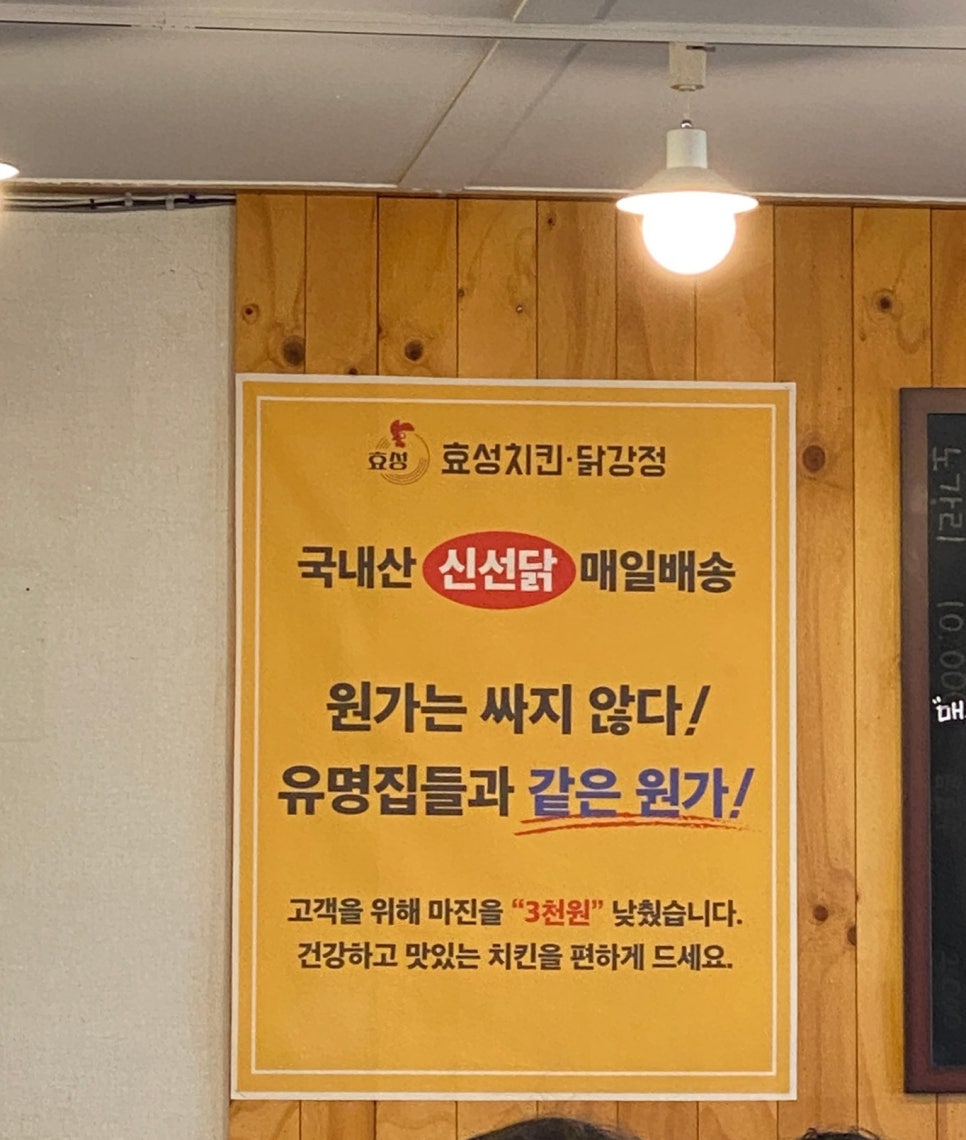 효성
효성치킨·닭강정
국내산 신선닭 매일배송
원가는 싸지 않다!
유명집들과 같은 원가!
고객을 위해 마진을 “3천원” 낮췄습니다.
건강하고 맛있는 치킨을 편하게 드세요.
"매